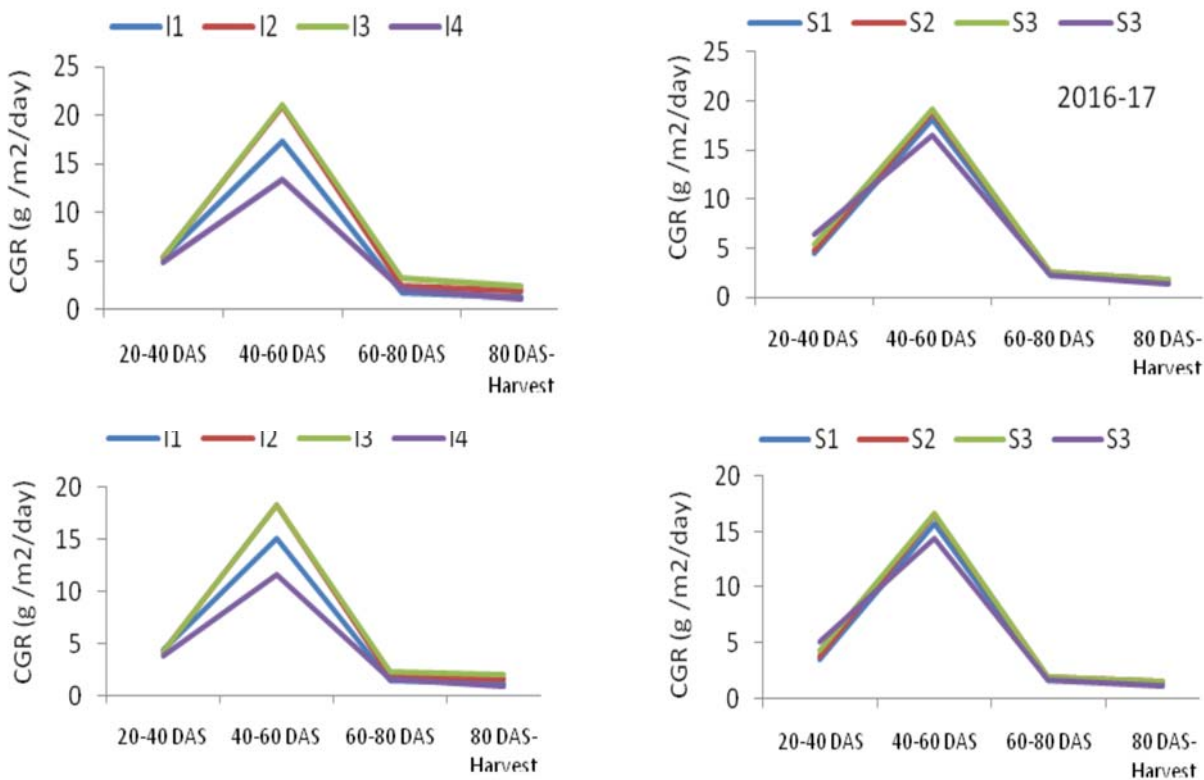 I1 I2 I3 I4
CGR (g /m2/day)
25
20
15
10
5
0
20-40 DAS 40-60 DAS 60-80 DAS 80 DAS-
Harvest
S1 S2 S3 S3
2016-17
CGR (g /m2/day)
25
20
15
10
5
0
20-40 DAS 40-60 DAS 60-80 DAS 80 DAS-
Harvest
I1 I2 I3 I4
CGR (g /m2/day)
20
15
10
5
0
20-40 DAS 40-60 DAS 60-80 DAS 80 DAS-
Harvest
S1 S2 S3 S3
CGR (g /m2/day)
20
15
10
5
0
20-40 DAS 40-60 DAS 60-80 DAS 80 DAS-
Harvest